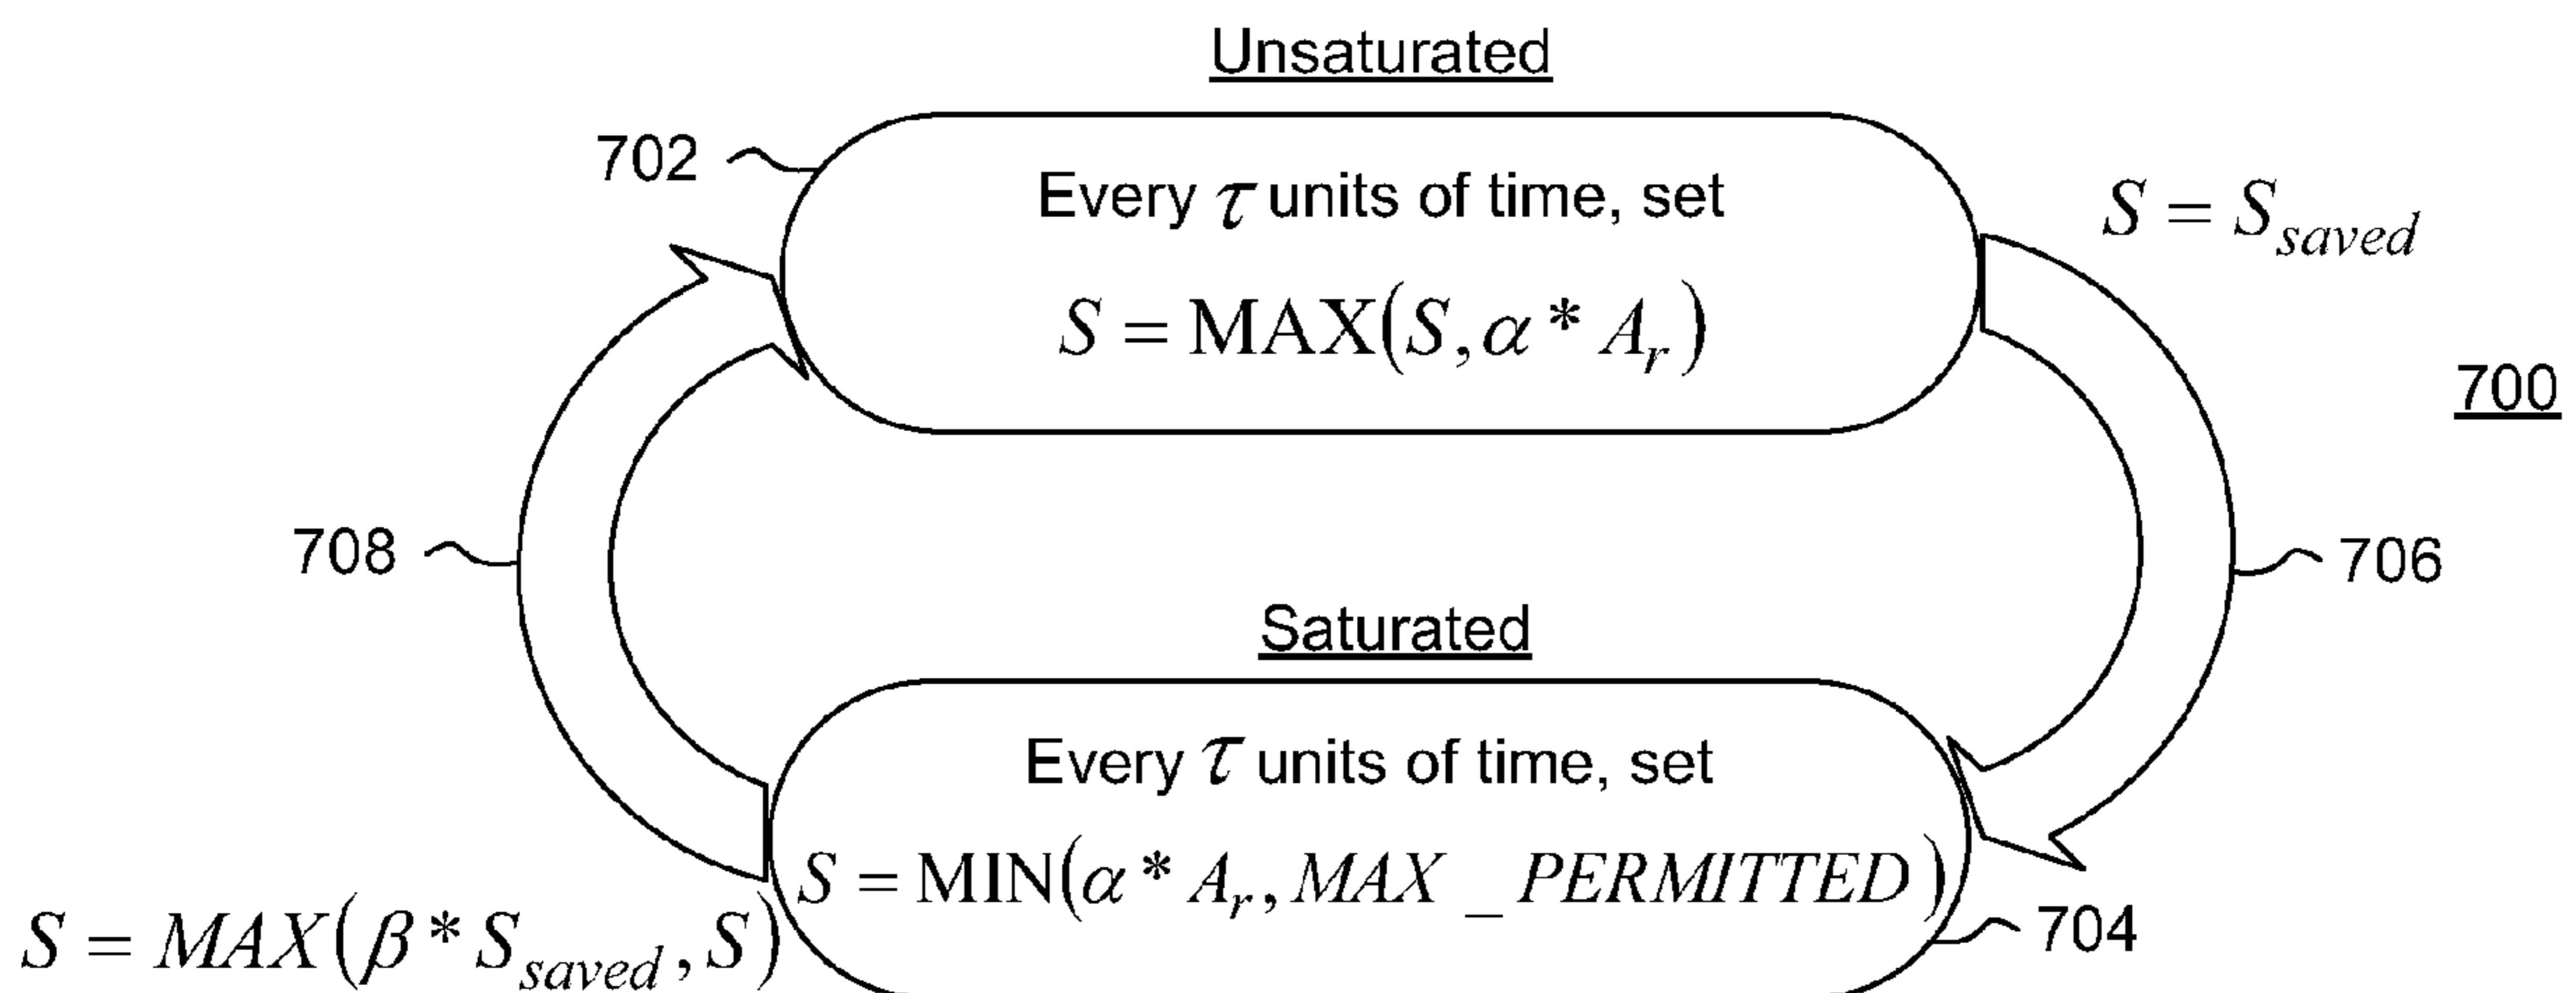 Unsaturated
702
Every τ units of time, set
S = S_saved
S = MAX(S, α * A_r)
700
708
706
Saturated
Every τ units of time, set
S = MIN(α * A_r, MAX_PERMITTED)
704
S = MAX(β * S_saved, S)